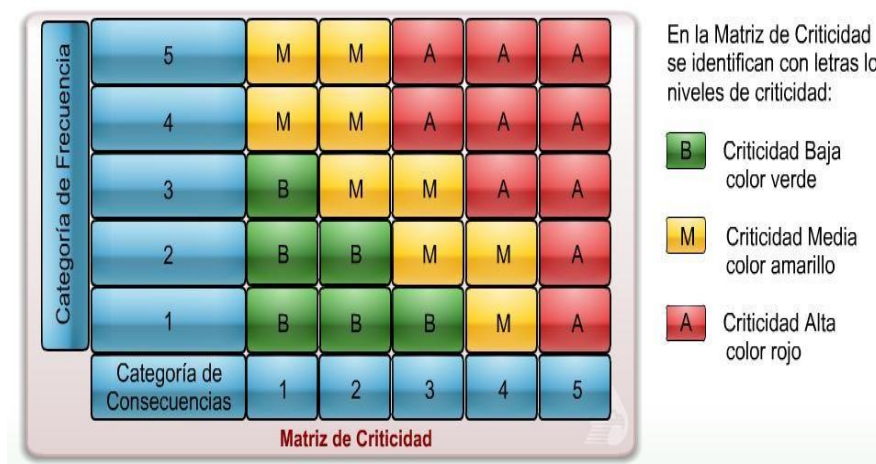 Categoría de Frecuencia
5 M M A A A
4 M M A A A
3 B M M A A
2 B B M M A
1 B B B M A
Categoría de
Consecuencias
1 2 3 4 5
Matriz de Criticidad
En la Matriz de Criticidad
se identifican con letras lo
niveles de criticidad:
B Criticidad Baja
color verde
M Criticidad Media
color amarillo
A Criticidad Alta
color rojo